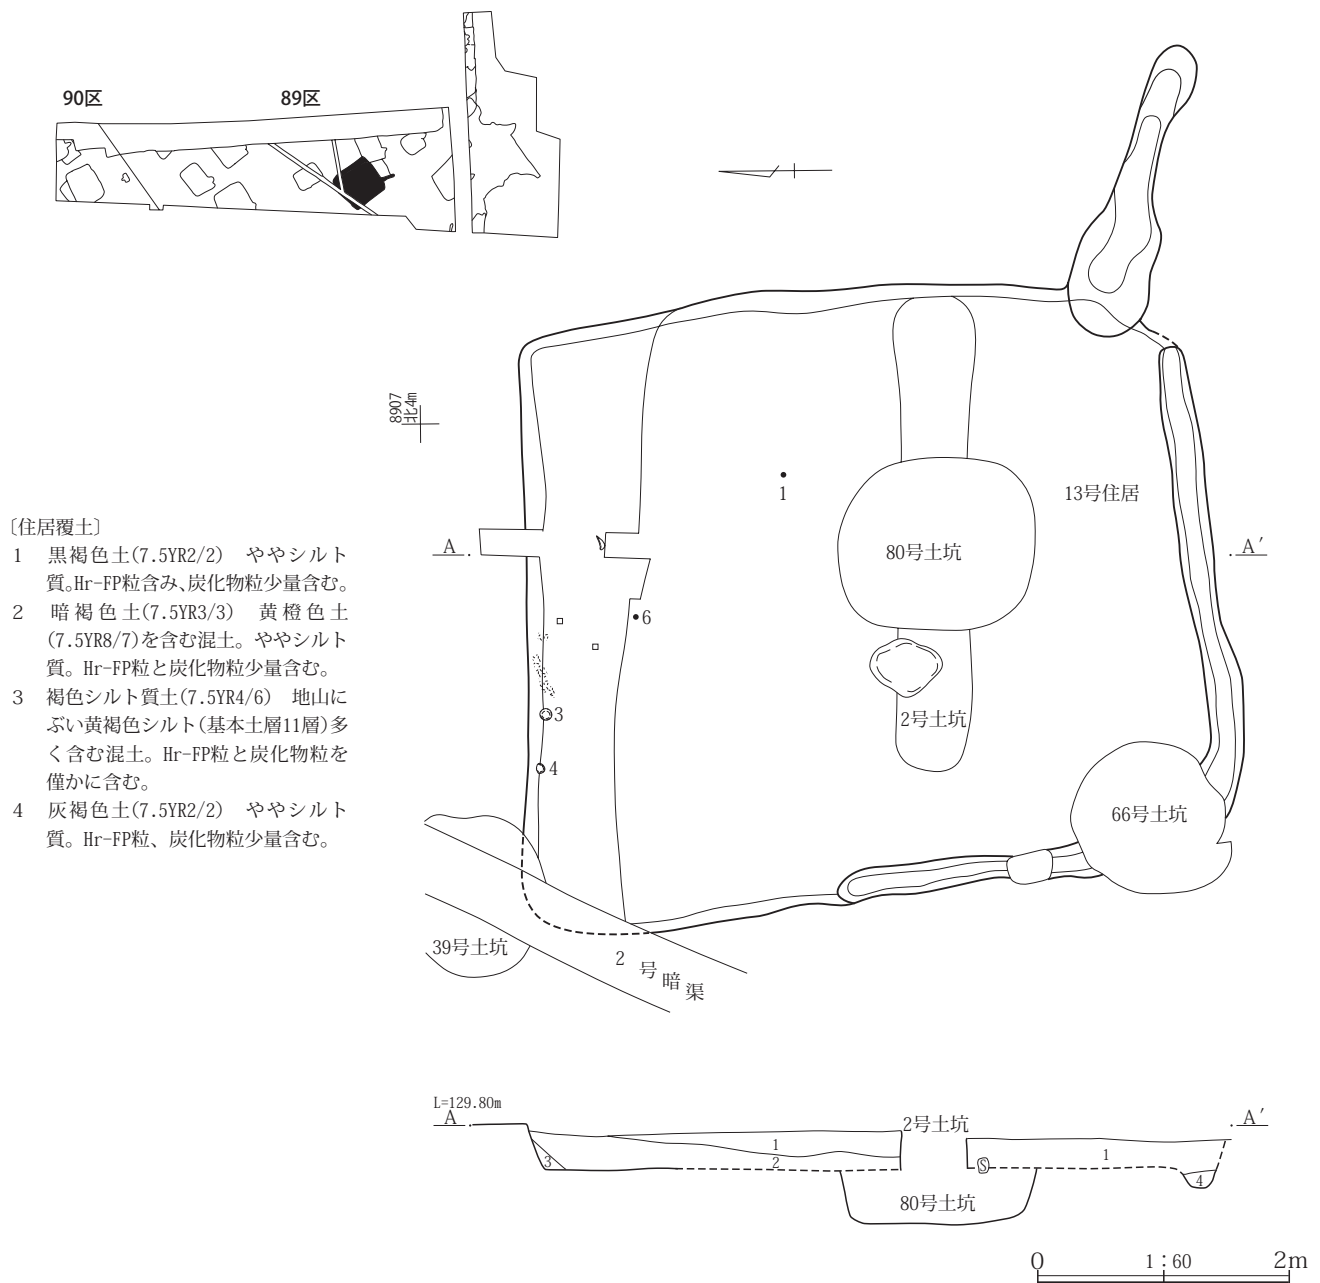 90区
89区
8907
北4m
〔住居覆土〕
1　黒褐色土(7.5YR2/2)　ややシルト
質。Hr-FP粒含み、炭化物粒少量含む。
2　暗褐色土(7.5YR3/3)　黄橙色土
(7.5YR8/7)を含む混土。ややシルト
質。Hr-FP粒と炭化物粒少量含む。
3　褐色シルト質土(7.5YR4/6)　地山に
ぶい黄褐色シルト(基本土層11層)多
く含む混土。Hr-FP粒と炭化物粒を
僅かに含む。
4　灰褐色土(7.5YR2/2)　ややシルト
質。Hr-FP粒、炭化物粒少量含む。
1
13号住居
A
80号土坑
A′
6
3
2号土坑
4
66号土坑
39号土坑
2号暗渠
L=129.80m
A
2号土坑
A′
1
2
3
S
1
4
80号土坑
0
1：60
2m